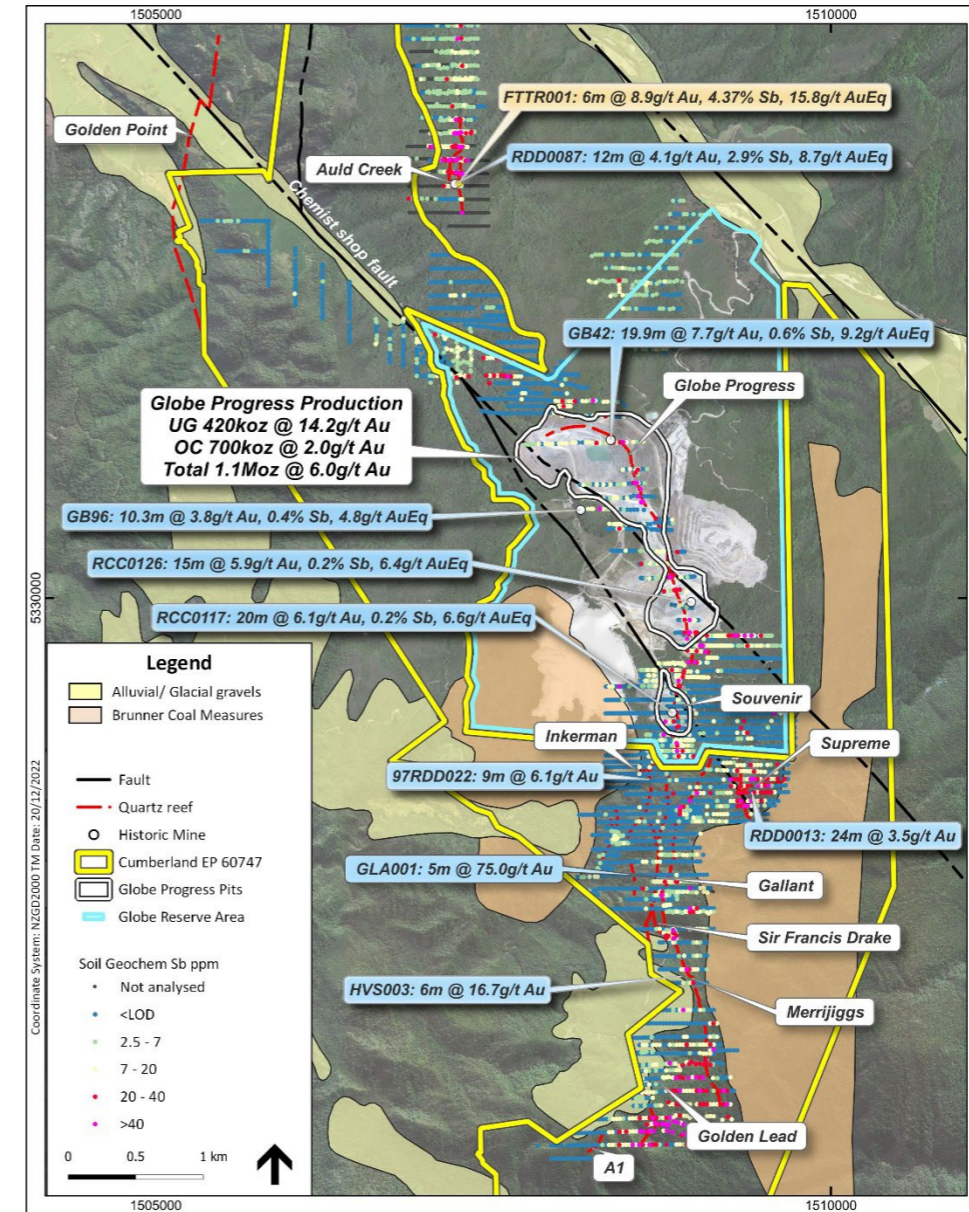 1505000
1510000
FTTR001: 6m @ 8.9g/t Au, 4.37% Sb, 15.8g/t AuEq
Golden Point
RDD0087: 12m @ 4.1g/t Au, 2.9% Sb, 8.7g/t AuEq
Auld Creek
Chemist shop fault
GB42: 19.9m @ 7.7g/t Au, 0.6% Sb, 9.2g/t AuEq
Globe Progress
Globe Progress Production
UG 420koz @ 14.2g/t Au
OC 700koz @ 2.0g/t Au
Total 1.1Moz @ 6.0g/t Au
GB96: 10.3m @ 3.8g/t Au, 0.4% Sb, 4.8g/t AuEq
RCC0126: 15m @ 5.9g/t Au, 0.2% Sb, 6.4g/t AuEq
5330000
RCC0117: 20m @ 6.1g/t Au, 0.2% Sb, 6.6g/t AuEq
Souvenir
Inkerman
Supreme
97RDD022: 9m @ 6.1g/t Au
RDD0013: 24m @ 3.5g/t Au
GLA001: 5m @ 75.0g/t Au
Gallant
Sir Francis Drake
HVS003: 6m @ 16.7g/t Au
Merrijiggs
Golden Lead
A1
Legend
Alluvial/ Glacial gravels
Brunner Coal Measures
Fault
Quartz reef
Historic Mine
Cumberland EP 60747
Globe Progress Pits
Globe Reserve Area
Soil Geochem Sb ppm
Not analysed
<LOD
2.5 - 7
7 - 20
20 - 40
>40
0 0.5 1 km
Coordinate System: NZGD2000 TM Date: 20/12/2022
1505000
1510000